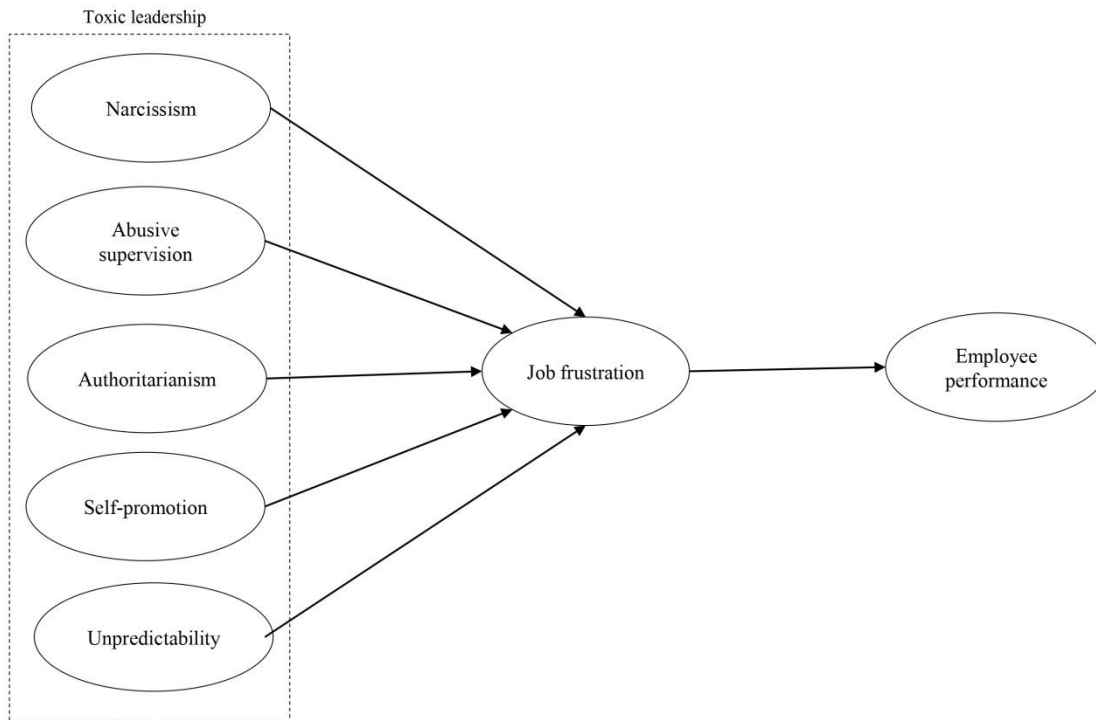 Toxic leadership
Narcissism
Abusive
supervision
Authoritarianism
Self-promotion
Unpredictability
Job frustration
Employee
performance